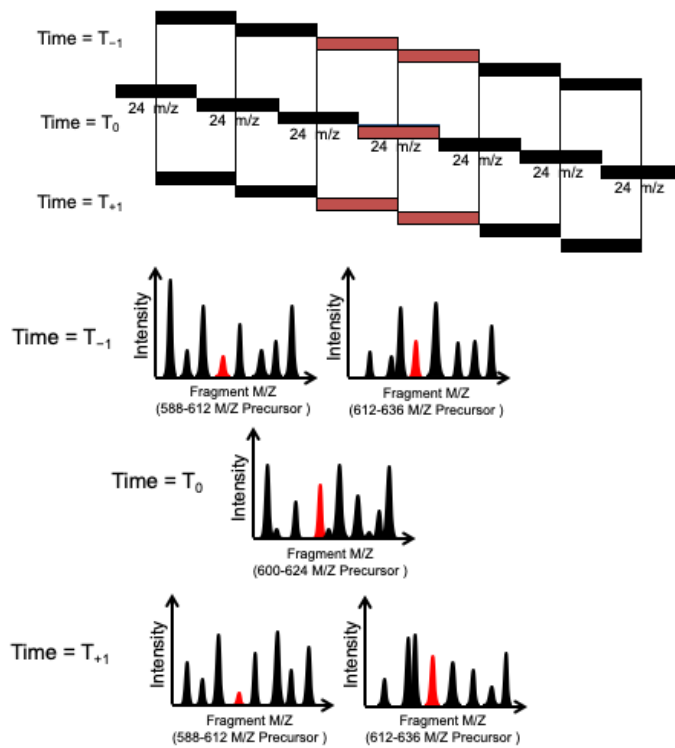 Time = T₋₁
24 m/z
24 m/z
24 m/z
Time = T₀
24 m/z
24 m/z
24 m/z
24 m/z
Time = T₊₁
Time = T₋₁
Intensity
Fragment M/Z
(588-612 M/Z Precursor )
Intensity
Fragment M/Z
(612-636 M/Z Precursor )
Time = T₀
Intensity
Fragment M/Z
(600-624 M/Z Precursor )
Time = T₊₁
Intensity
Fragment M/Z
(588-612 M/Z Precursor )
Intensity
Fragment M/Z
(612-636 M/Z Precursor )